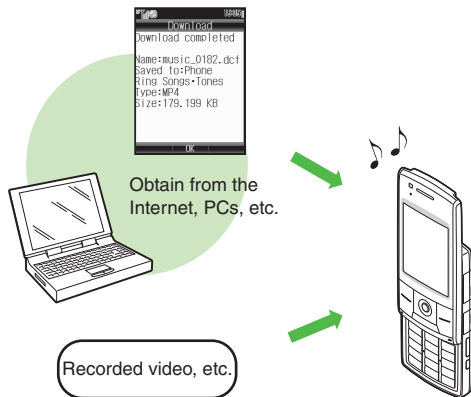 Download
Download completed
Name:music_0182.dcf
Saved to:Phone
Ring Songs•Tones
Type:MP4
Size:179.199 KB
OK
Obtain from the
Internet, PCs, etc.
Recorded video, etc.